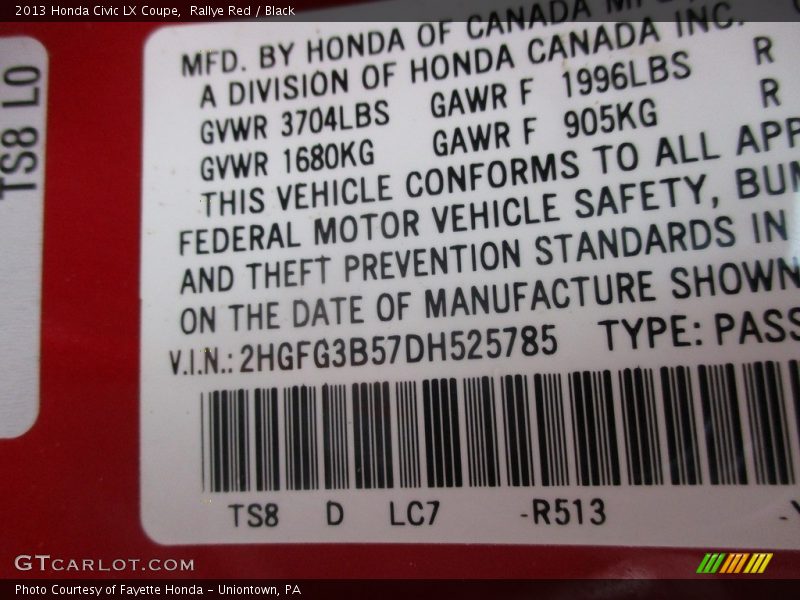 2013 Honda Civic LX Coupe, Rallye Red / Black
TS8 LO
MFD. BY HONDA OF CANADA
A DIVISION OF HONDA CANADA INC.
GVWR 3704LBS GAWR F 1996LBS R
GVWR 1680KG GAWR F 905KG R
THIS VEHICLE CONFORMS TO ALL APP
FEDERAL MOTOR VEHICLE SAFETY, BUM
AND THEFT PREVENTION STANDARDS IN
ON THE DATE OF MANUFACTURE SHOWN
V.I.N.: 2HGFG3B57DH525785 TYPE: PASS
TS8 D LC7 -R513 -Y
GTCARLOT.COM
Photo Courtesy of Fayette Honda - Uniontown, PA